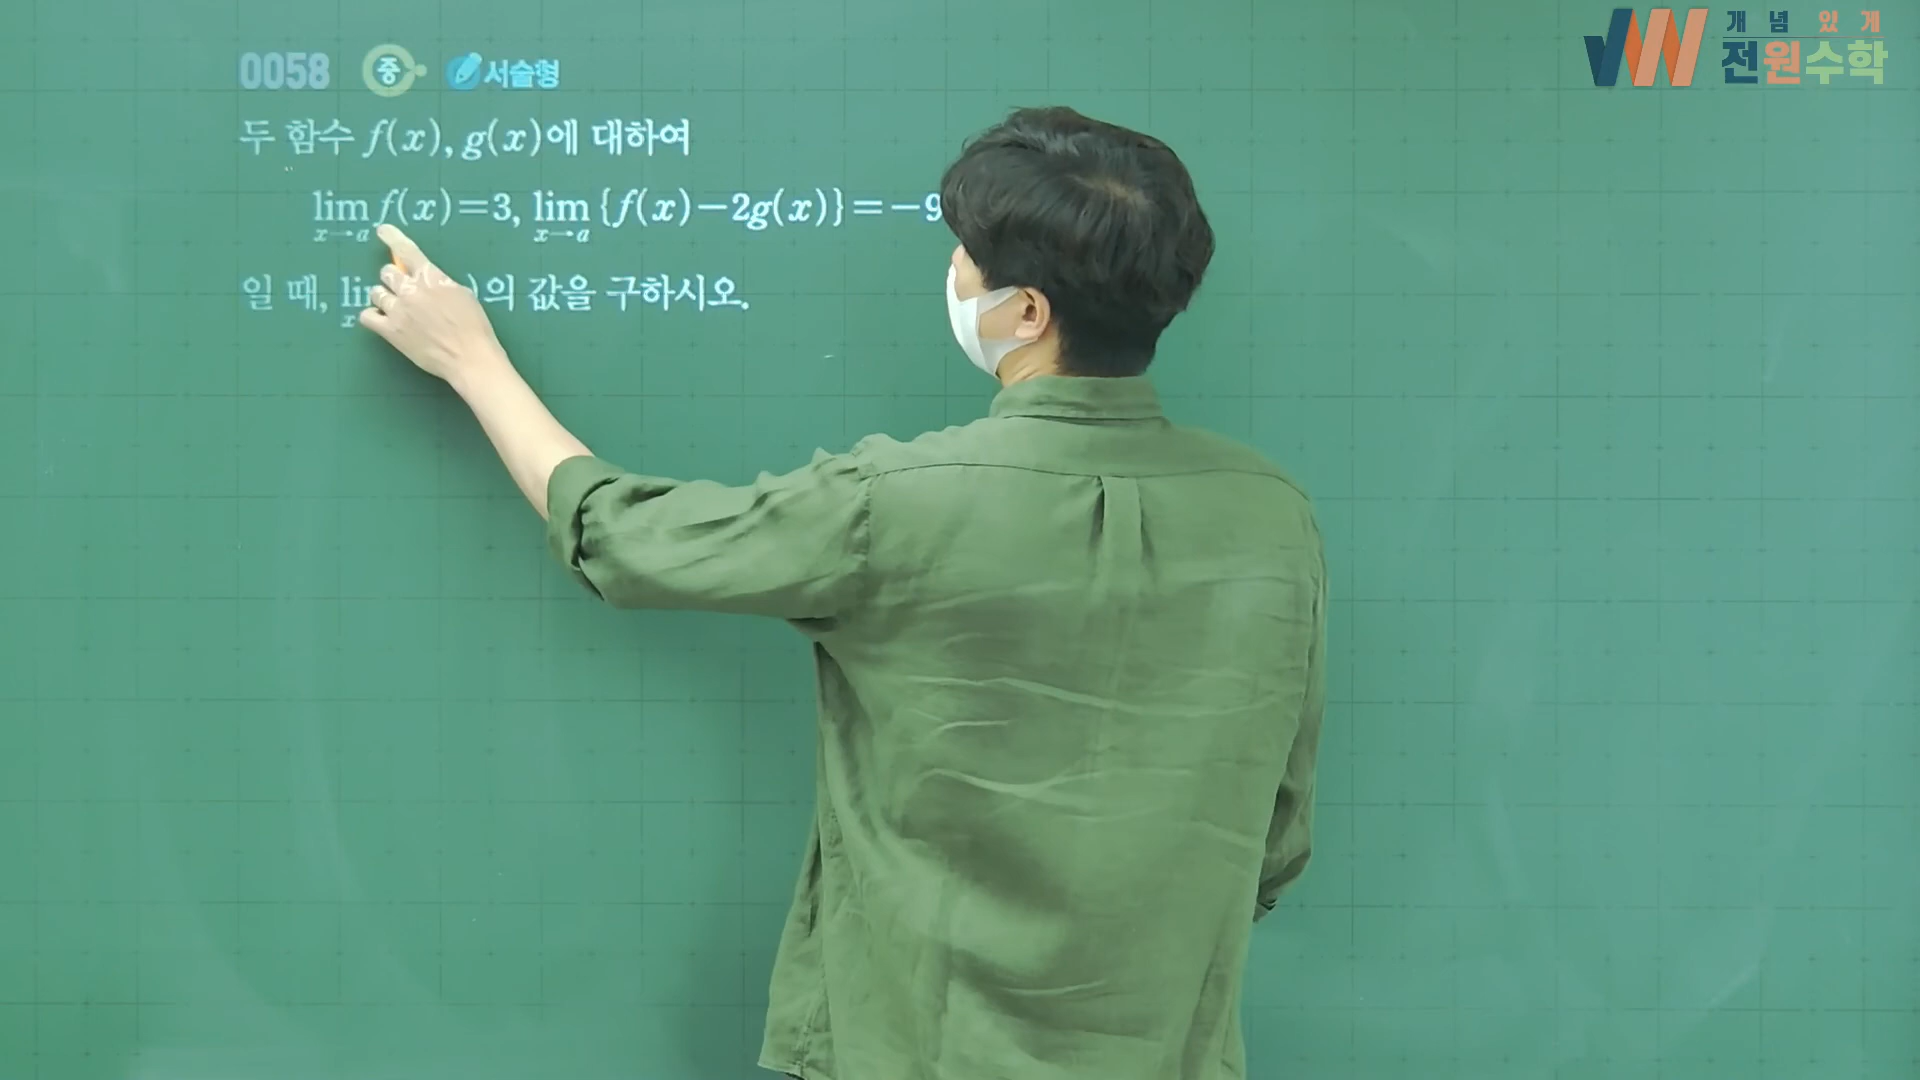 0058 중 서술형
두 함수 f(x), g(x)에 대하여
lim f(x)=3, lim {f(x)-2g(x)}=-9
x→a x→a
일 때, 의 값을 구하시오.
개념있게
전원수학